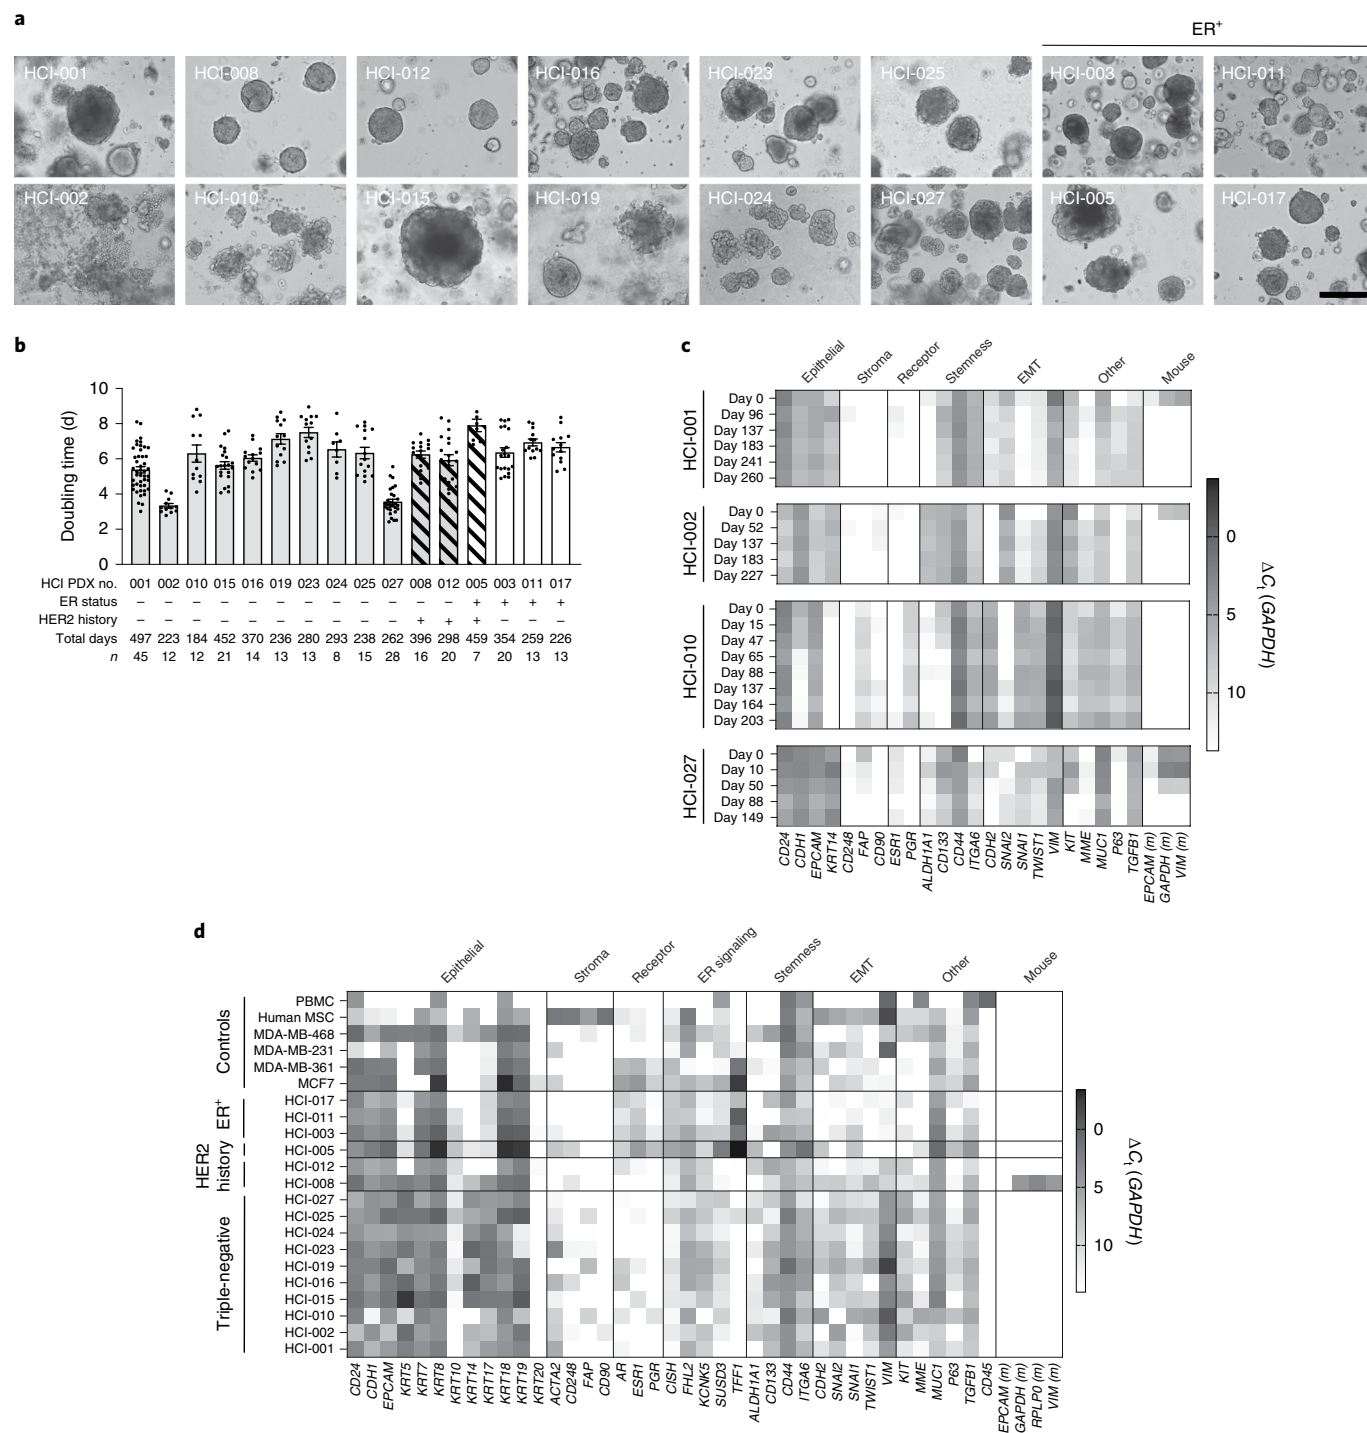 a
ER+
HCI-001 HCI-008 HCI-012 HCI-016 HCI-023 HCI-025 HCI-003 HCI-011
HCI-002 HCI-010 HCI-015 HCI-019 HCI-024 HCI-027 HCI-005 HCI-017
b
Doubling time (d)
10
8
6
4
2
0
HCI PDX no. 001 002 010 015 016 019 023 024 025 027 008 012 005 003 011 017
ER status – – – – – – – – – – – – + + + +
HER2 history – – – – – – – – – – + + + – – –
Total days 497 223 184 452 370 236 280 293 238 262 396 298 459 354 259 226
n 45 12 12 21 14 13 13 8 15 28 16 20 7 20 13 13
c
Epithelial Stroma Receptor Stemness EMT Other Mouse
HCI-001
Day 0
Day 96
Day 137
Day 183
Day 241
Day 260
HCI-002
Day 0
Day 52
Day 137
Day 183
Day 227
HCI-010
Day 0
Day 15
Day 47
Day 65
Day 88
Day 137
Day 164
Day 203
HCI-027
Day 0
Day 10
Day 50
Day 88
Day 149
CD24 CDH1 EPCAM KRT14 CD248 FAP CD90 ESR1 PGR ALDH1A1 CD133 CD44 ITGA6 CDH2 SNAI2 SNAI1 TWIST1 VIM KIT MME MUC1 P63 TGFB1 EPCAM (m) GAPDH (m) VIM (m)
0
5
10
ΔCt (GAPDH)
d
Epithelial Stroma Receptor ER signaling Stemness EMT Other Mouse
Controls
PBMC
Human MSC
MDA-MB-468
MDA-MB-231
MDA-MB-361
MCF7
ER+
HCI-017
HCI-011
HCI-003
HER2 history
HCI-005
HCI-012
HCI-008
Triple-negative
HCI-027
HCI-025
HCI-024
HCI-023
HCI-019
HCI-016
HCI-015
HCI-010
HCI-002
HCI-001
CD24 CDH1 EPCAM KRT5 KRT7 KRT8 KRT10 KRT14 KRT17 KRT18 KRT19 KRT20 ACTA2 CD248 FAP CD90 AR ESR1 PGR CISH FHL2 KCNK5 SUSD3 TFF1 ALDH1A1 CD133 CD44 ITGA6 CDH2 SNAI2 SNAI1 TWIST1 VIM KIT MME MUC1 P63 TGFB1 CD45 EPCAM (m) GAPDH (m) RPLP0 (m) VIM (m)
0
5
10
ΔCt (GAPDH)